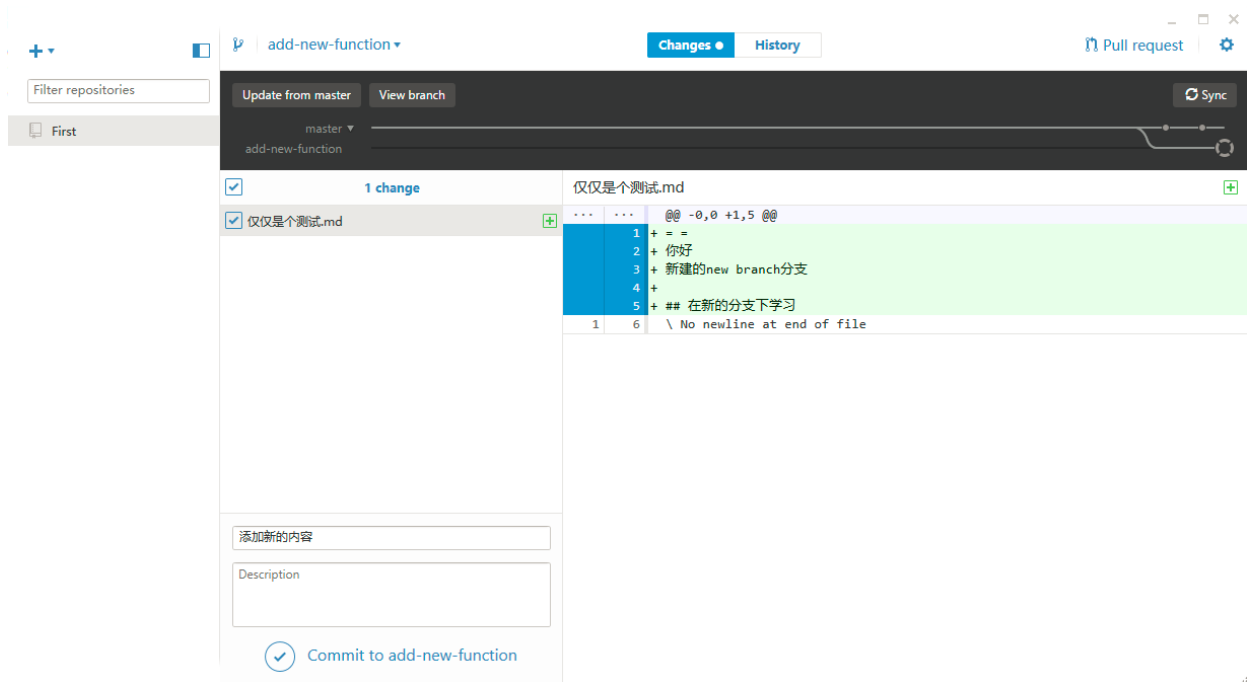 add-new-function
Changes
History
Pull request
Filter repositories
First
Update from master
View branch
Sync
master
add-new-function
1 change
仅仅是个测试.md
仅仅是个测试.md
... ... @@ -0,0 +1,5 @@
1 + = =
2 + 你好
3 + 新建的new branch分支
4 +
5 + ## 在新的分支下学习
1 6 \ No newline at end of file
添加新的内容
Description
Commit to add-new-function